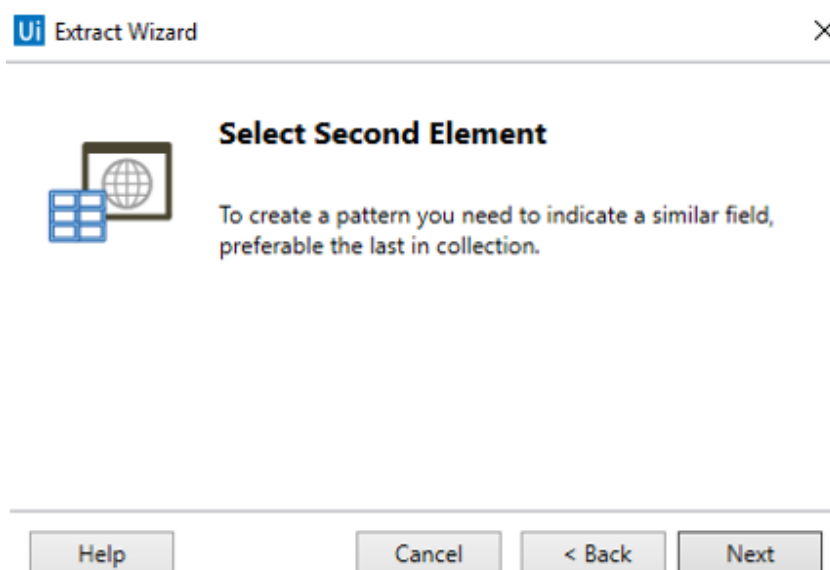 Ui Extract Wizard
Select Second Element
To create a pattern you need to indicate a similar field,
preferable the last in collection.
Help Cancel < Back Next